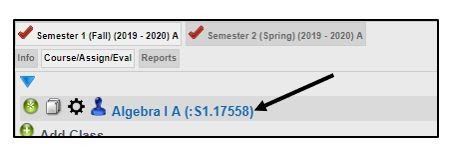 Semester 1 (Fall) (2019 - 2020) A Semester 2 (Spring) (2019 - 2020) A
Info Course/Assign/Eval Reports
Algebra I A (:S1.17558)
Add Class